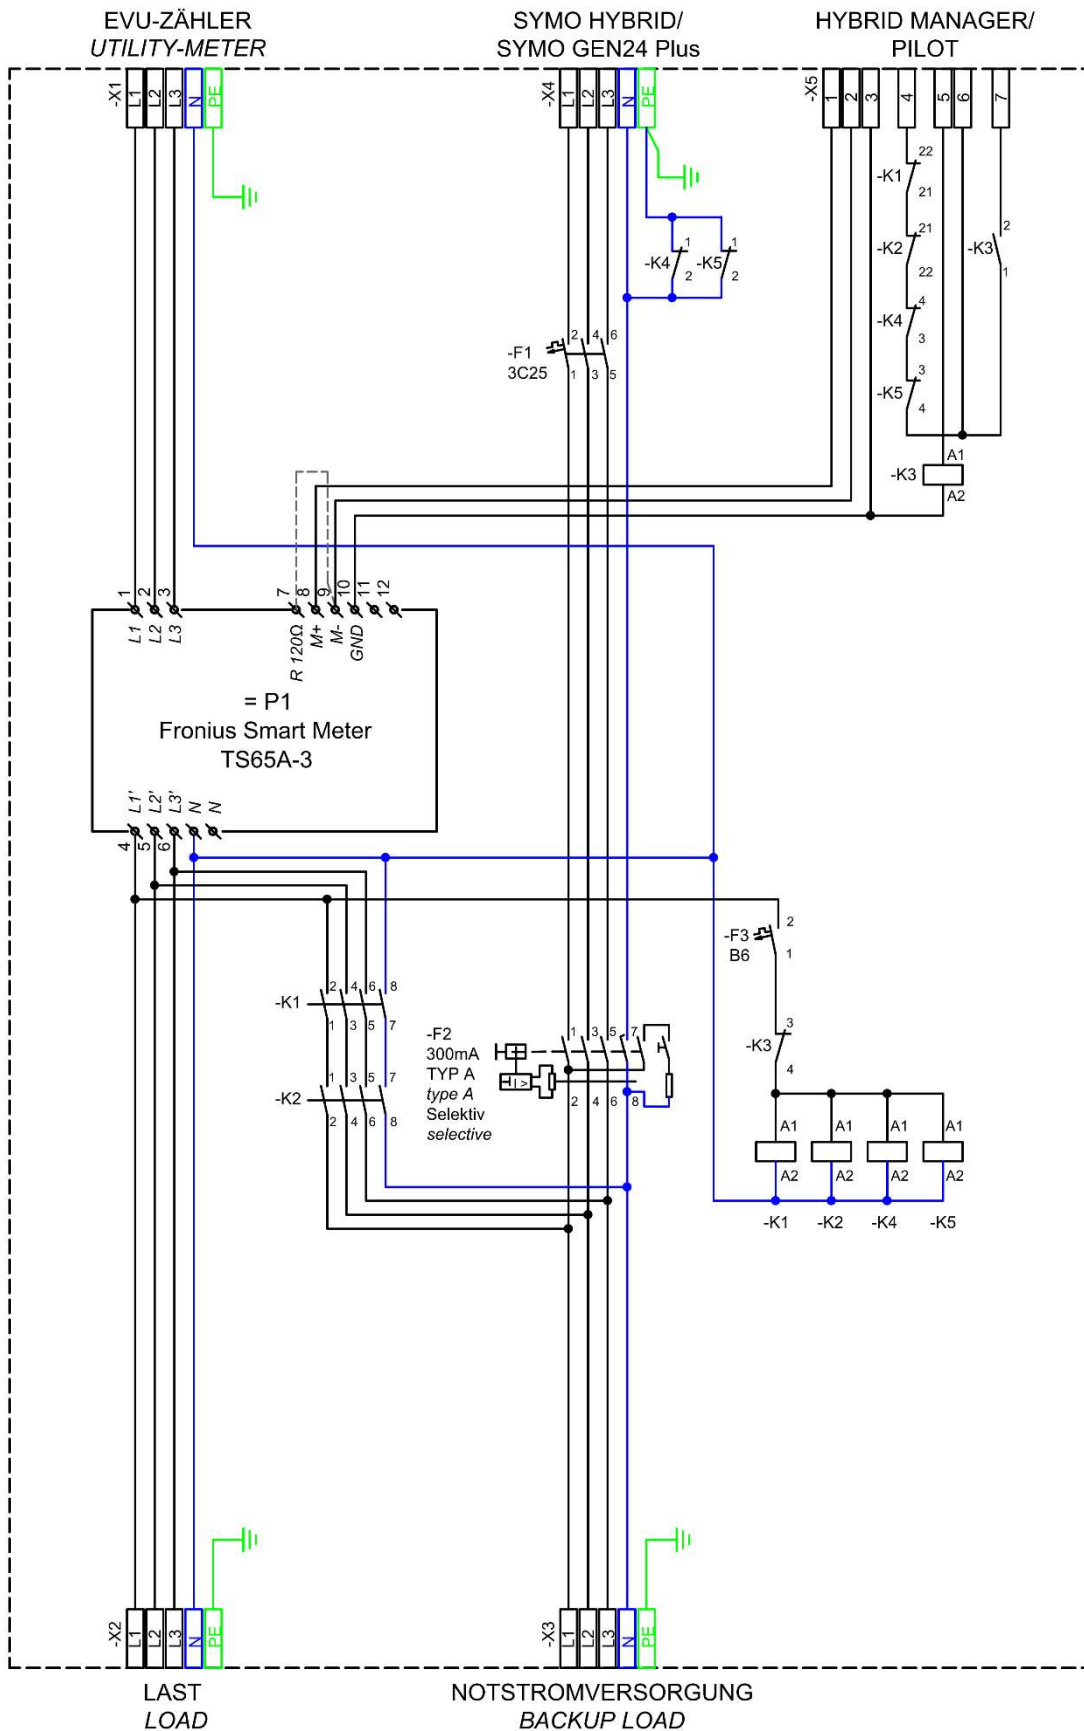 EVU-ZÄHLER
UTILITY-METER
SYMO HYBRID/
SYMO GEN24 Plus
HYBRID MANAGER/
PILOT
-X1 L1 L2 L3 N PE
-X4 L1 L2 L3 N PE
-X5 1 2 3 4 5 6 7
22
-K1
21
21
-K2
22
2
-K3
1
1
-K4
2
1
-K5
2
4
-K4
3
3
-K5
4
2 4 6
-F1
3C25
1 3 5
A1
-K3
A2
1 2 3 7 8 9 10 11 12
L1 L2 L3 R 120Ω M+ M- GND
= P1
Fronius Smart Meter
TS65A-3
L1' L2' L3' N N
4 5 6
2
-F3
B6
1
2 4 6 8
-K1
1 3 5 7
1 3 5 7
-K2
2 4 6 8
-F2
300mA
TYP A
type A
Selektiv
selective
1 3 5 7
I >
2 4 6 8
3
-K3
4
A1 A1 A1 A1
A2 A2 A2 A2
-K1 -K2 -K4 -K5
-X2 L1 L2 L3 N PE
-X3 L1 L2 L3 N PE
LAST
LOAD
NOTSTROMVERSORGUNG
BACKUP LOAD